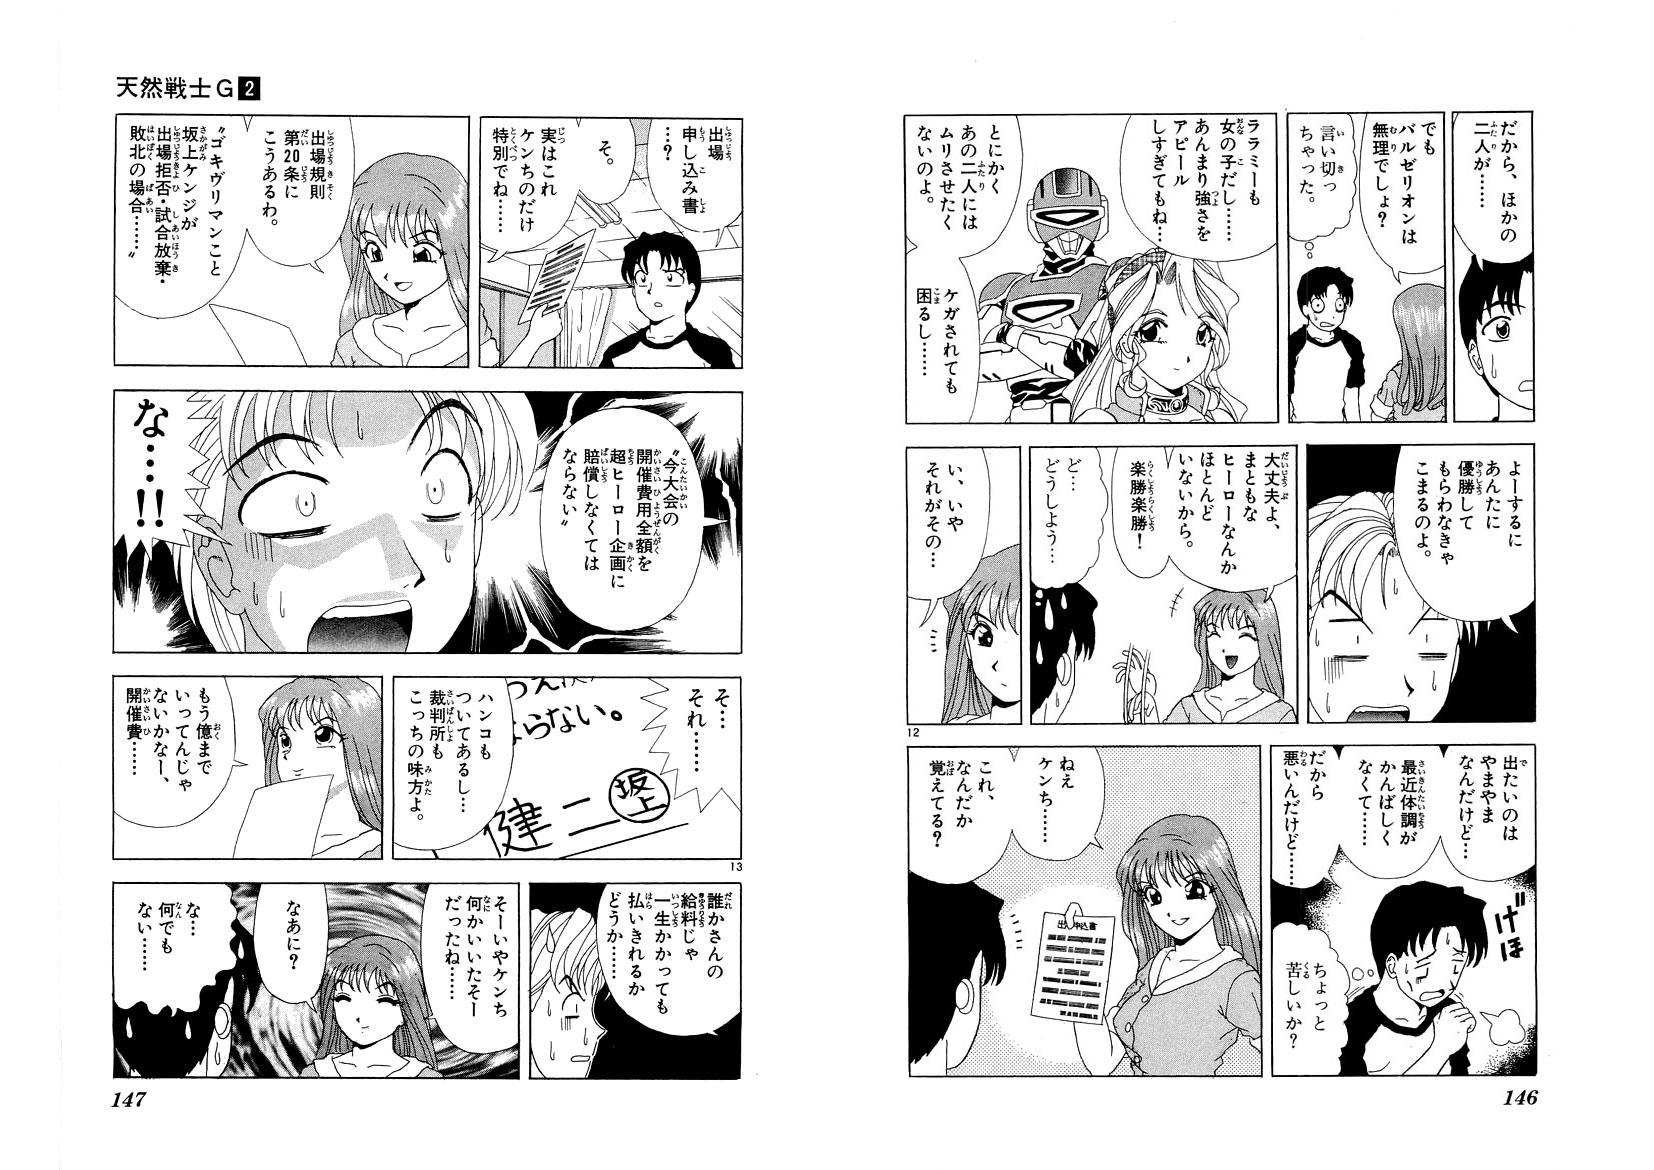 だから、ほかの
二人が……
でも
バルゼリオンは
無理でしょ？
言い切っ
ちゃった。
ララミーも
女の子だし……
あんまり強さを
アピール
しすぎてもね…
とにかく
あの二人には
ムリさせたく
ないのよ。
ケガされても
困るし……
よーするに
あんたに
優勝して
もらわなきゃ
こまるのよ。
大丈夫よ、
まともな
ヒーローなんか
ほとんど
いないから。
楽勝楽勝！
ど…
どうしよう…
い、いや
それがその…
12
出たいのは
やまやま
なんだけど…
最近体調が
かんばしく
なくて……
だから
悪いんだけど……
げほ
ちょっと
苦しいか？
ねえ
ケンち……
これ、
なんだか
覚えてる？
出場申込書
146
天然戦士G2
出場
申し込み書
…？
そ。
実はこれ
ケンちのだけ
特別でね…
出場規則
第20条に
こうあるわ。
〝ゴキヴリマンこと
坂上ケンジが
出場拒否・試合放棄・
敗北の場合……〟
〝今大会の
開催費用全額を
超ヒーロー企画に
賠償しなくては
ならない〟
な…!!
そ…
それ……
ならない。
健二
坂上
ハンコも
ついてあるし…
裁判所も
こっちの味方よ。
もう億まで
いってんじゃ
ないかなー、
開催費……
13
誰かさんの
給料じゃ
一生かかっても
払いきれるか
どうか……
そーいやケンち
何かいいたそー
だったね……
なあに？
な…
何でも
ない……
147